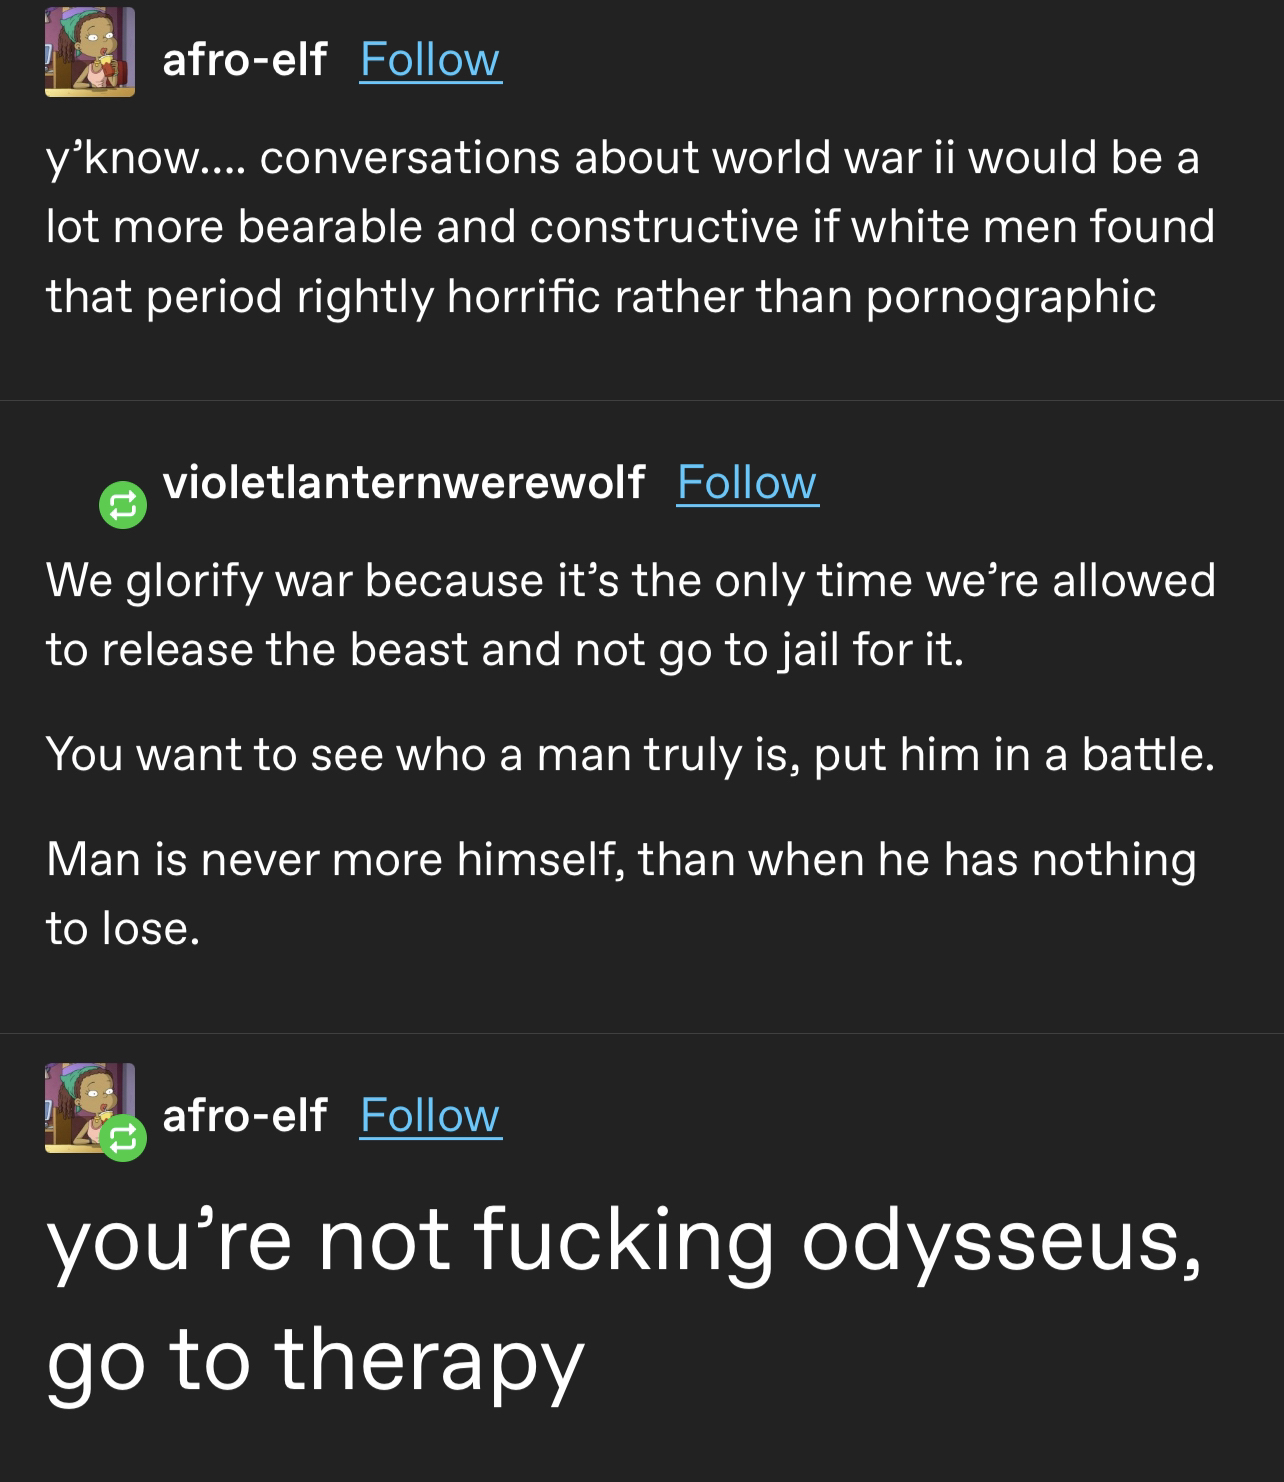 afro-elf Follow
y’know.... conversations about world war ii would be a
lot more bearable and constructive if white men found
that period rightly horrific rather than pornographic
violetlanternwerewolf Follow
We glorify war because it’s the only time we’re allowed
to release the beast and not go to jail for it.
You want to see who a man truly is, put him in a battle.
Man is never more himself, than when he has nothing
to lose.
afro-elf Follow
you’re not fucking odysseus,
go to therapy